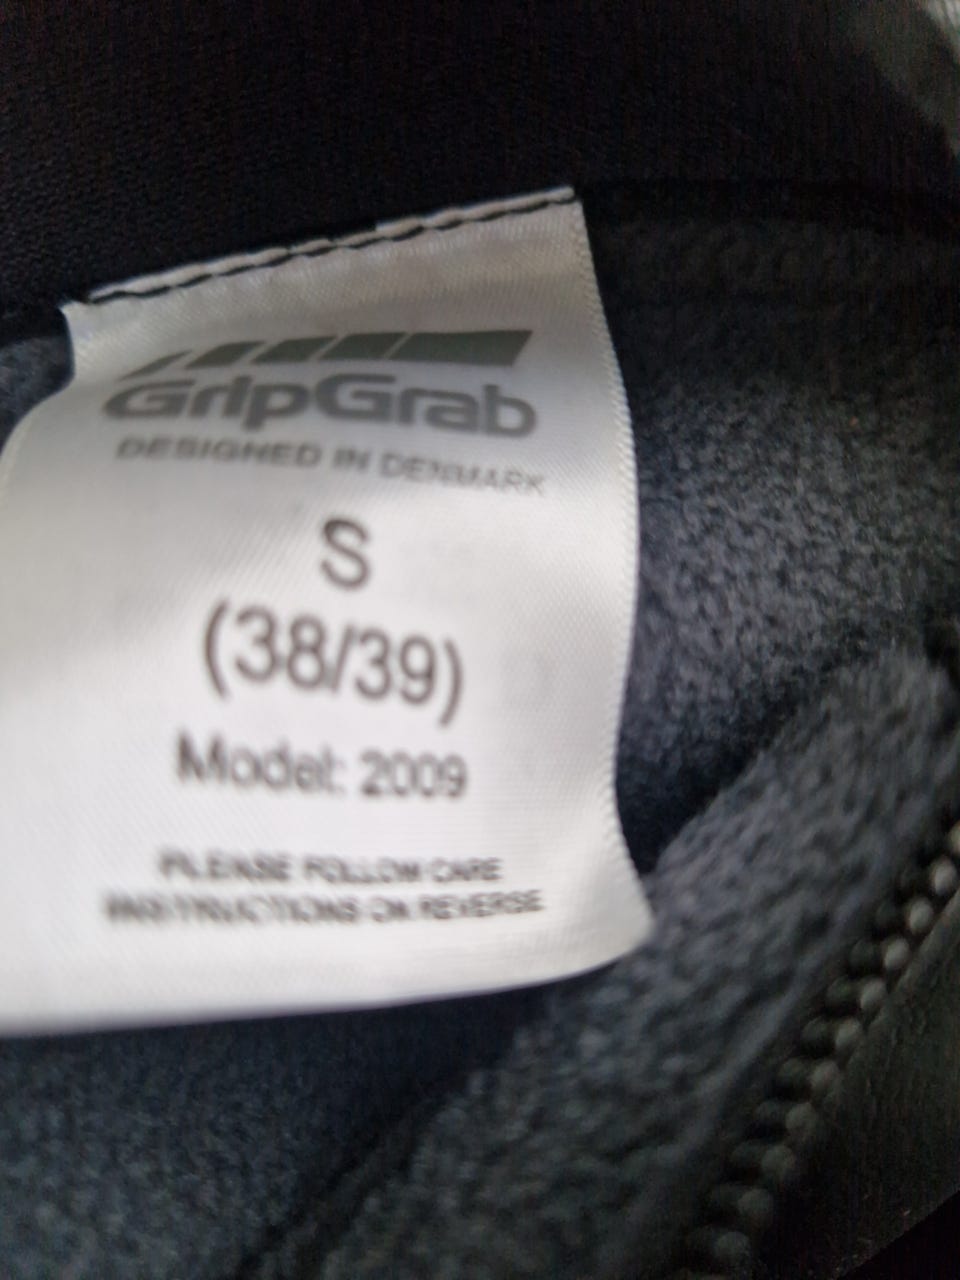 GripGrab
DESIGNED IN DENMARK
S
(38/39)
Model: 2009
PLEASE FOLLOW CARE
INSTRUCTIONS ON REVERSE